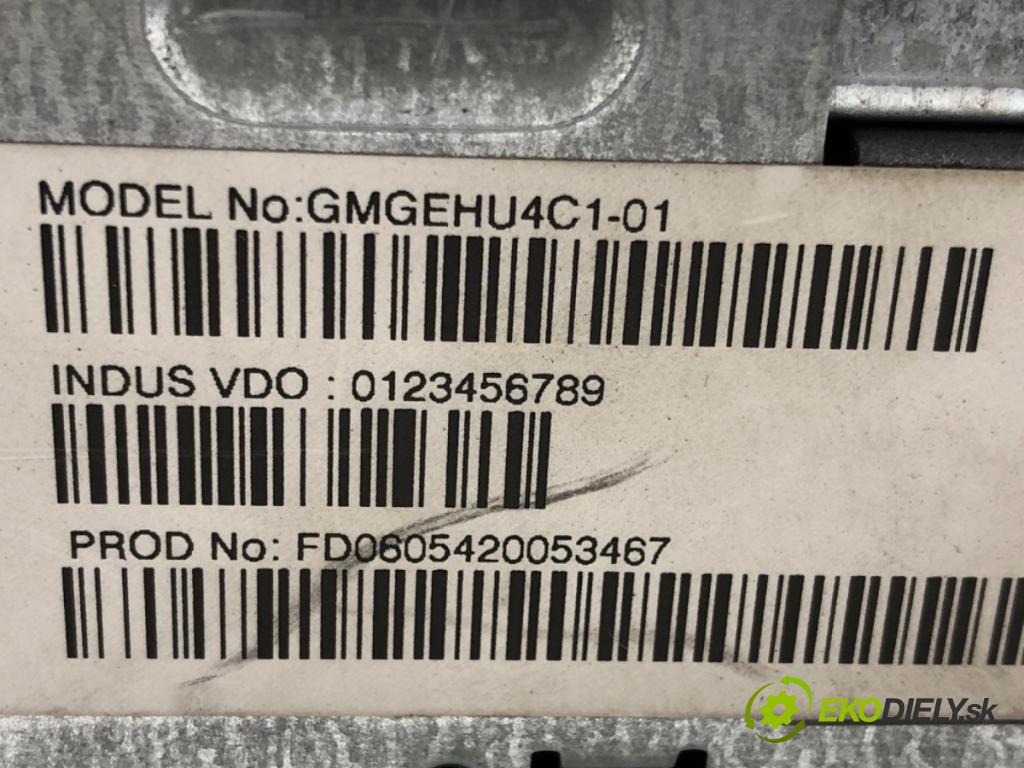 MODEL No:GMGEHU4C1-01
INDUS VDO : 0123456789
PROD No: FD0605420053467
EKODIELY.sk